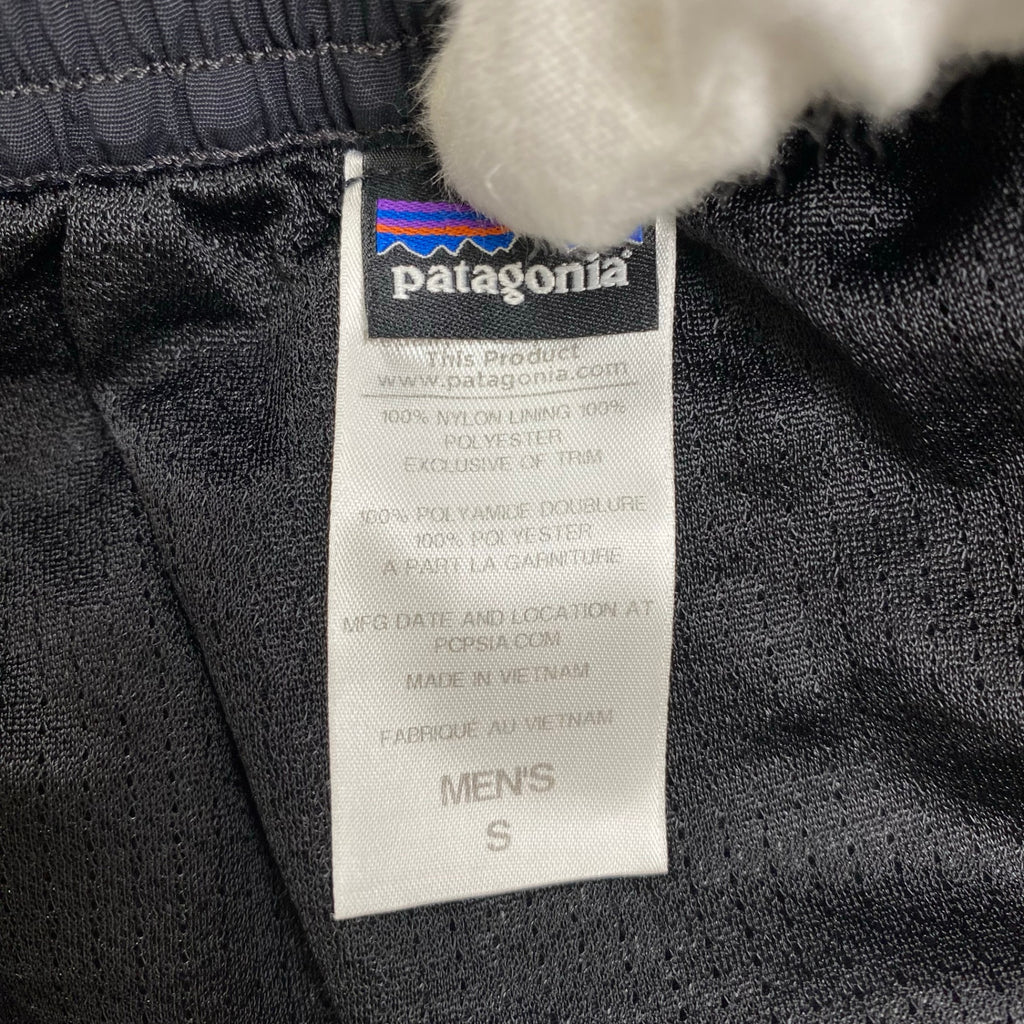 patagonia®
This Product
www.patagonia.com
100% NYLON LINING 100%
POLYESTER
EXCLUSIVE OF TRIM
100% POLYAMIDE DOUBLURE
100% POLYESTER
A PART LA GARNITURE
MFG DATE AND LOCATION AT
PCPSIA.COM
MADE IN VIETNAM
FABRIQUE AU VIETNAM
MEN'S
S